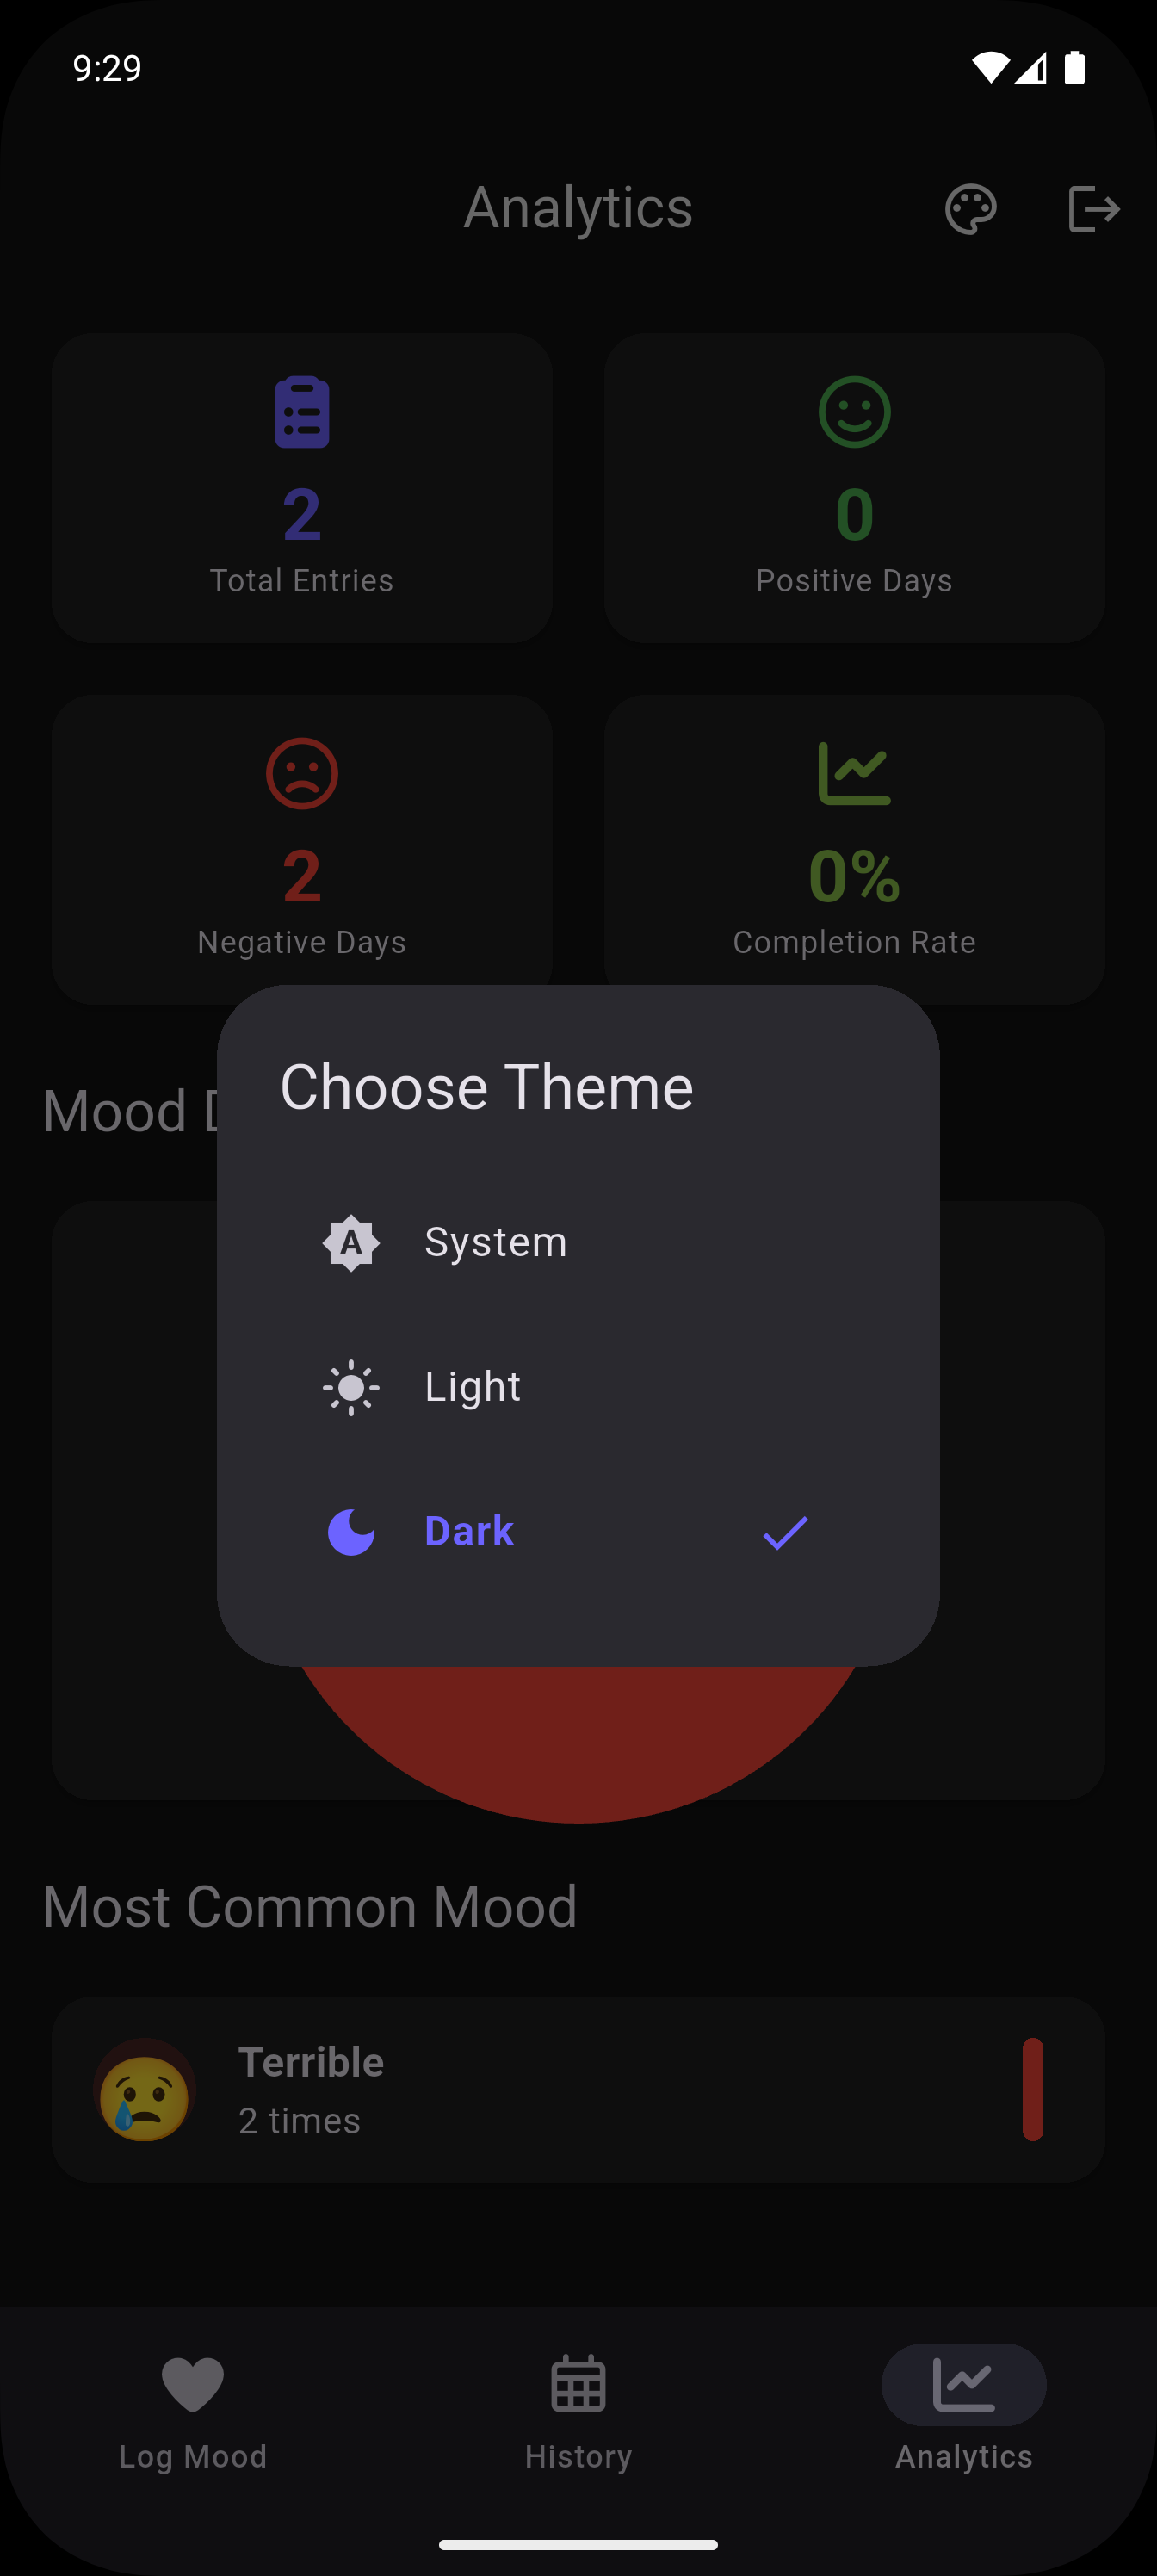 9:29
Analytics
2
Total Entries
0
Positive Days
2
Negative Days
0%
Completion Rate
Mood
Choose Theme
A System
Light
Dark
Most Common Mood
Terrible
2 times
Log Mood
History
Analytics